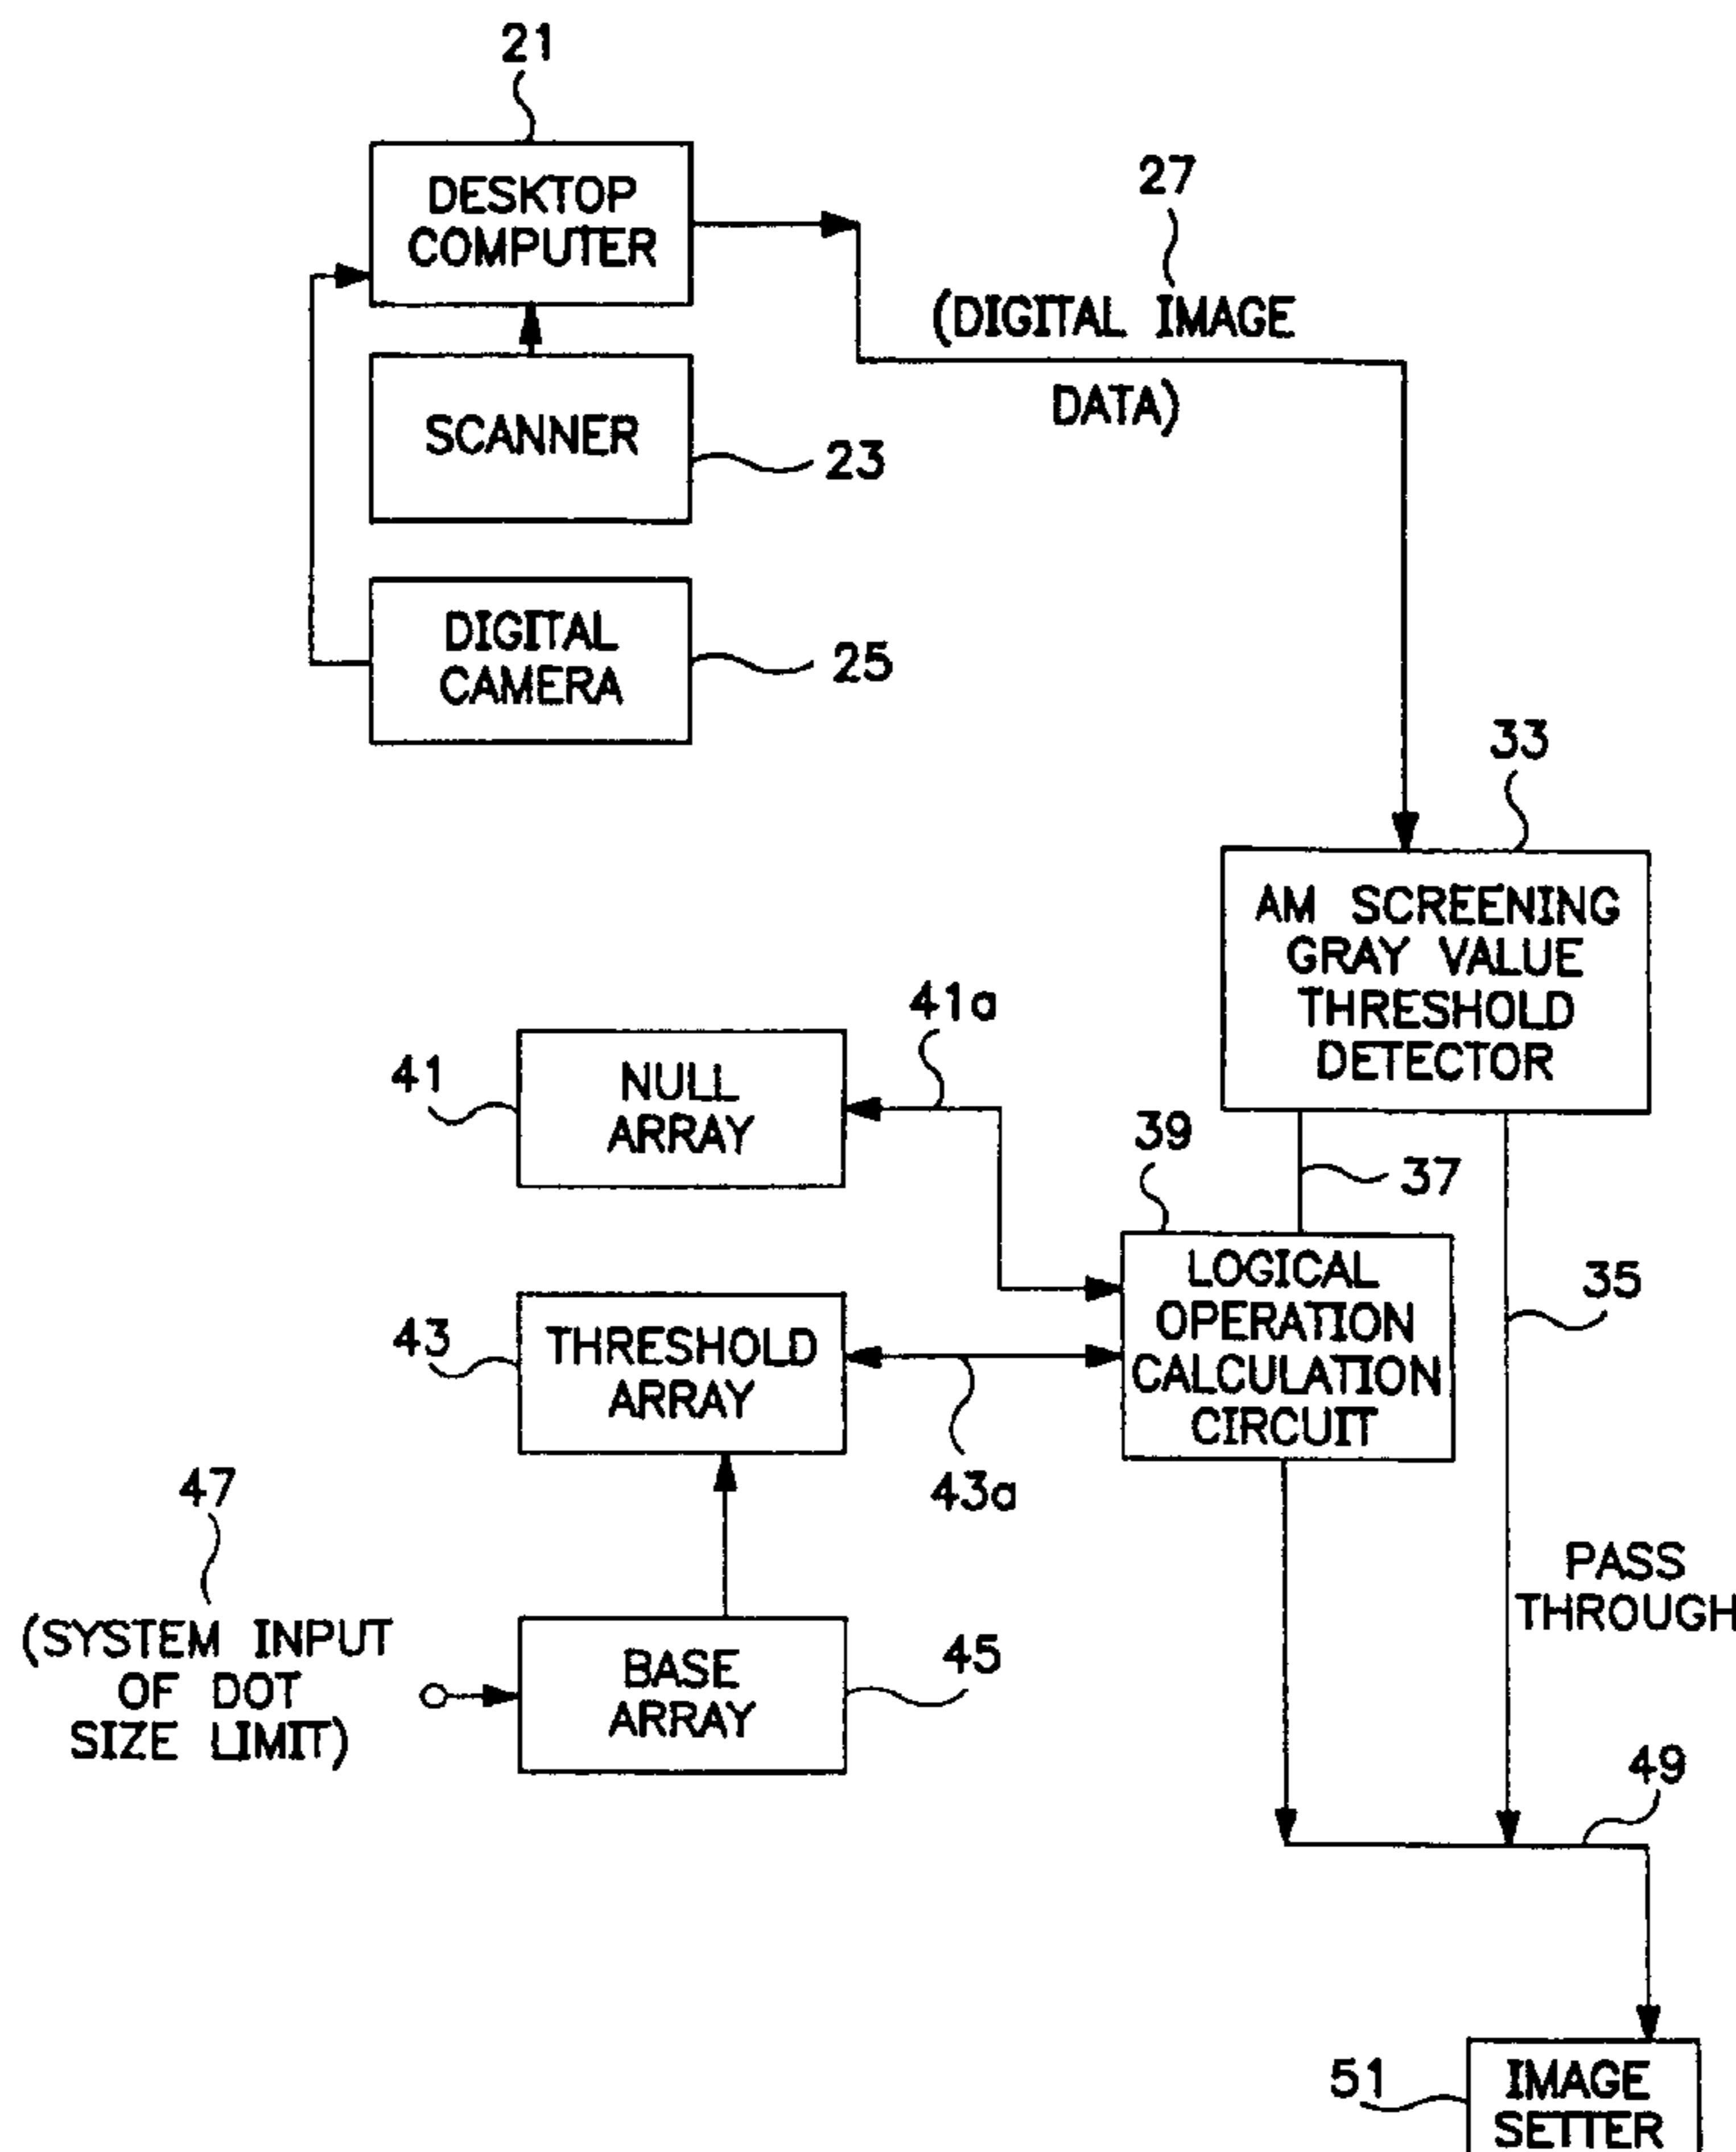 21
DESKTOP
COMPUTER
27
(DIGITAL IMAGE
DATA)
SCANNER
23
DIGITAL
CAMERA
25
33
AM SCREENING
GRAY VALUE
THRESHOLD
DETECTOR
41a
41
NULL
ARRAY
39
37
LOGICAL
OPERATION
CALCULATION
CIRCUIT
35
43
THRESHOLD
ARRAY
43a
47
(SYSTEM INPUT
OF DOT
SIZE LIMIT)
BASE
ARRAY
45
PASS
THROUGH
49
51
IMAGE
SETTER